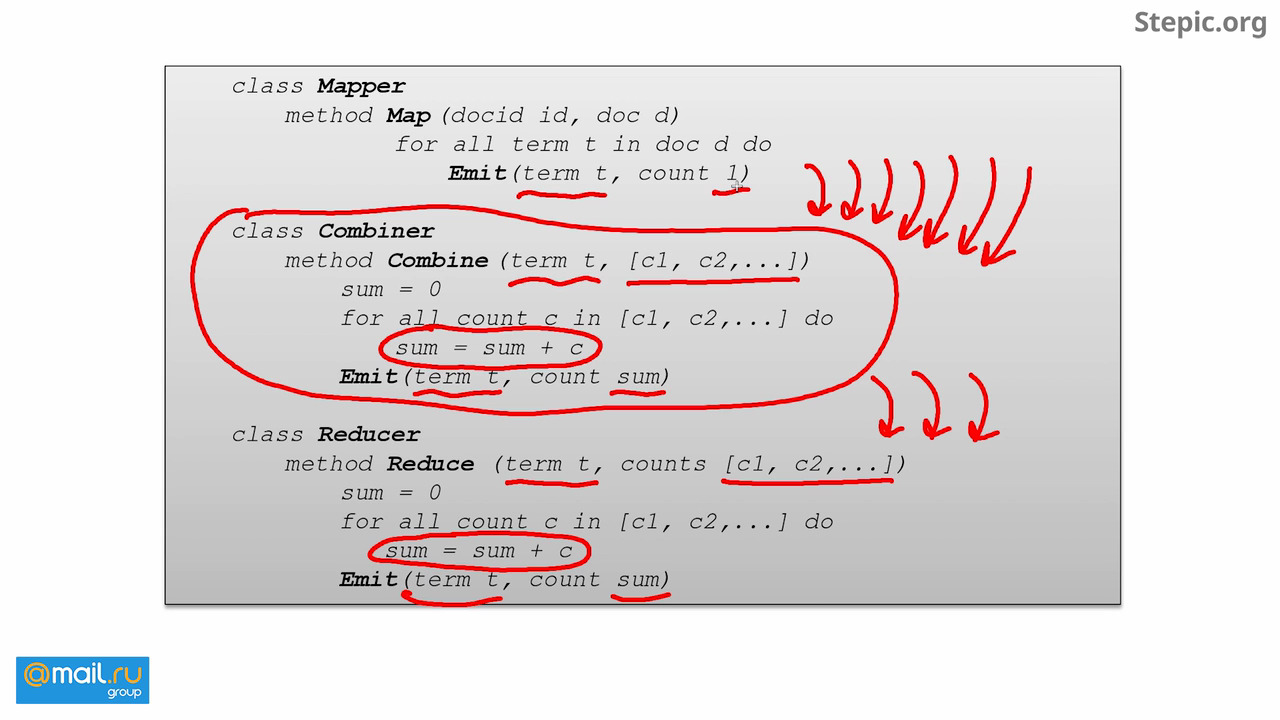 Stepic.org
class Mapper
method Map (docid id, doc d)
for all term t in doc d do
Emit(term t, count 1)
class Combiner
method Combine (term t, [c1, c2,...])
sum = 0
for all count c in [c1, c2,...] do
sum = sum + c
Emit(term t, count sum)
class Reducer
method Reduce (term t, counts [c1, c2,...])
sum = 0
for all count c in [c1, c2,...] do
sum = sum + c
Emit(term t, count sum)
@mail.ru
group